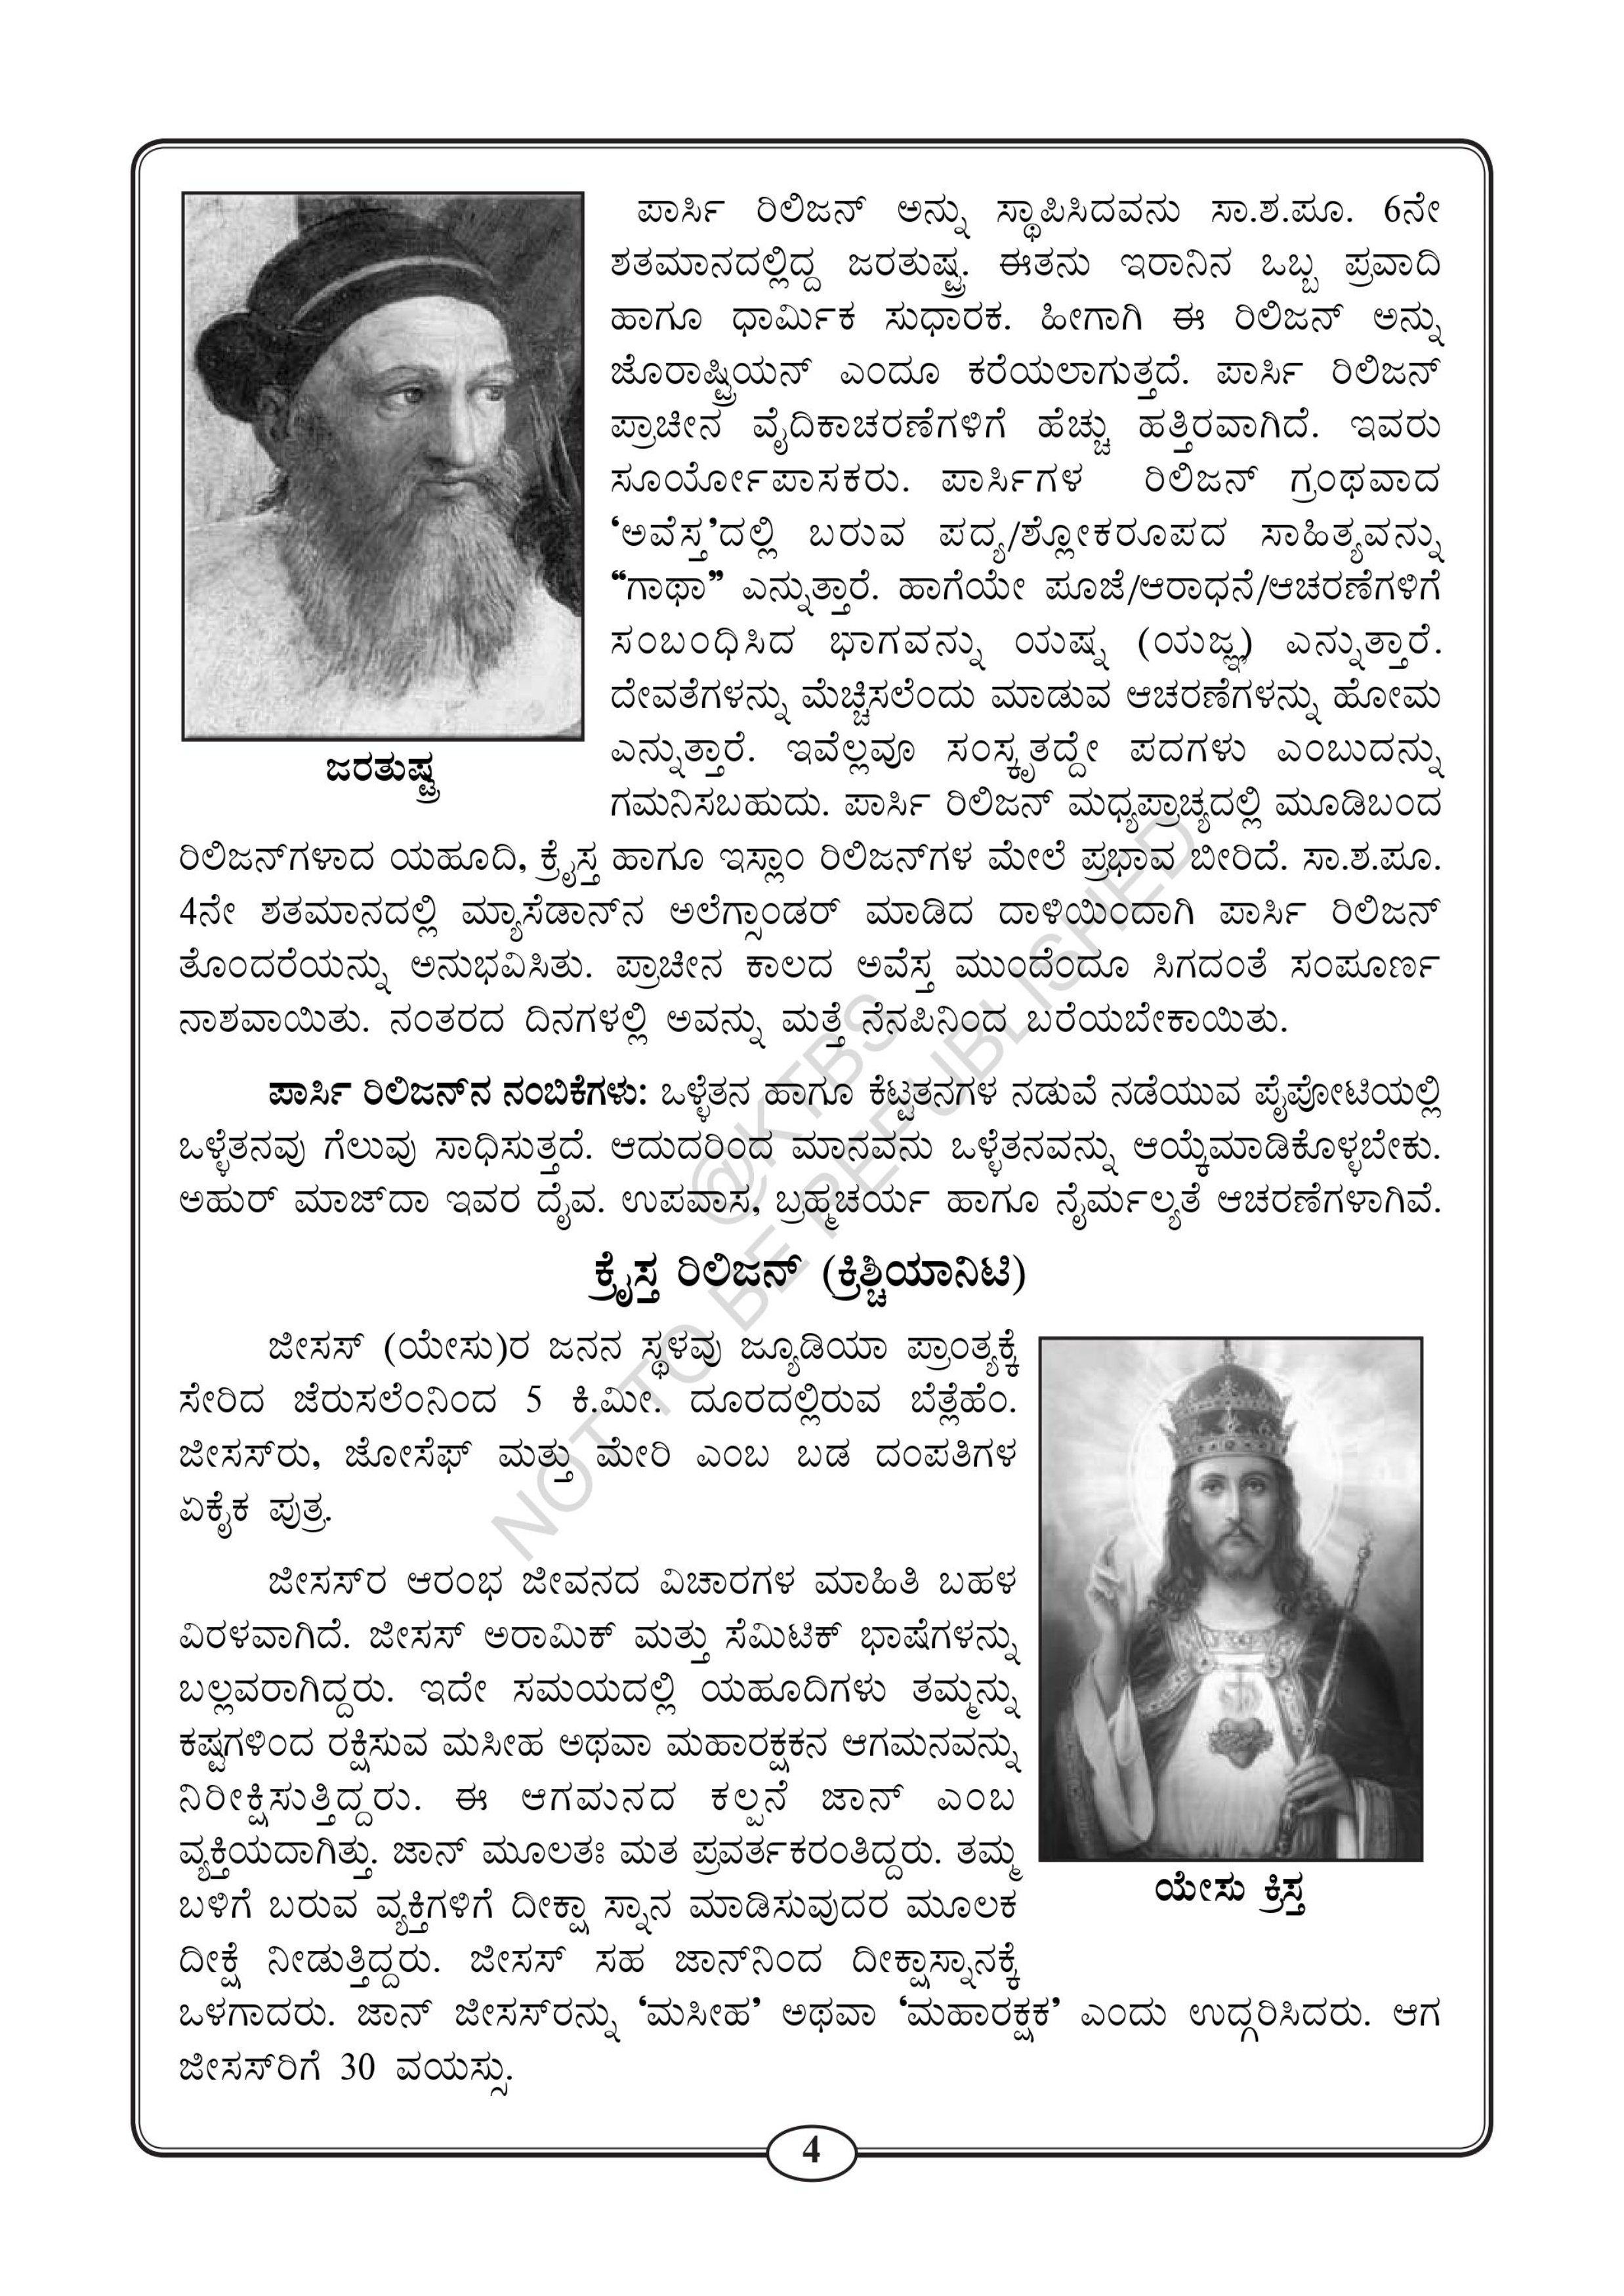 ಪಾರ್ಸಿ ರಿಲಿಜನ್ ಅನ್ನು ಸ್ಥಾಪಿಸಿದವನು ಸಾ.ಶ.ಪೂ. 6ನೇ
ಶತಮಾನದಲ್ಲಿದ್ದ ಜರತುಷ್ಟ್ರ. ಈತನು ಇರಾನಿನ ಒಬ್ಬ ಪ್ರವಾದಿ
ಹಾಗೂ ಧಾರ್ಮಿಕ ಸುಧಾರಕ. ಹೀಗಾಗಿ ಈ ರಿಲಿಜನ್ ಅನ್ನು
ಜೊರಾಷ್ಟ್ರಿಯನ್ ಎಂದೂ ಕರೆಯಲಾಗುತ್ತದೆ. ಪಾರ್ಸಿ ರಿಲಿಜನ್
ಪ್ರಾಚೀನ ವೈದಿಕಾಚರಣೆಗಳಿಗೆ ಹೆಚ್ಚು ಹತ್ತಿರವಾಗಿದೆ. ಇವರು
ಸೂರ್ಯೋಪಾಸಕರು. ಪಾರ್ಸಿಗಳ ರಿಲಿಜನ್ ಗ್ರಂಥವಾದ
‘ಅವೆಸ್ತ’ದಲ್ಲಿ ಬರುವ ಪದ್ಯ/ಶ್ಲೋಕರೂಪದ ಸಾಹಿತ್ಯವನ್ನು
“ಗಾಥಾ” ಎನ್ನುತ್ತಾರೆ. ಹಾಗೆಯೇ ಪೂಜೆ/ಆರಾಧನೆ/ಆಚರಣೆಗಳಿಗೆ
ಸಂಬಂಧಿಸಿದ ಭಾಗವನ್ನು ಯಷ್ನ (ಯಜ್ಞ) ಎನ್ನುತ್ತಾರೆ.
ದೇವತೆಗಳನ್ನು ಮೆಚ್ಚಿಸಲೆಂದು ಮಾಡುವ ಆಚರಣೆಗಳನ್ನು ಹೋಮ
ಎನ್ನುತ್ತಾರೆ. ಇವೆಲ್ಲವೂ ಸಂಸ್ಕೃತದ್ದೇ ಪದಗಳು ಎಂಬುದನ್ನು
ಜರತುಷ್ಟ್ರ
ಗಮನಿಸಬಹುದು. ಪಾರ್ಸಿ ರಿಲಿಜನ್ ಮಧ್ಯಪ್ರಾಚ್ಯದಲ್ಲಿ ಮೂಡಿಬಂದ
ರಿಲಿಜನ್‌ಗಳಾದ ಯಹೂದಿ, ಕ್ರೈಸ್ತ ಹಾಗೂ ಇಸ್ಲಾಂ ರಿಲಿಜನ್‌ಗಳ ಮೇಲೆ ಪ್ರಭಾವ ಬೀರಿದೆ. ಸಾ.ಶ.ಪೂ.
4ನೇ ಶತಮಾನದಲ್ಲಿ ಮ್ಯಾಸೆಡಾನ್‌ನ ಅಲೆಗ್ಸಾಂಡರ್ ಮಾಡಿದ ದಾಳಿಯಿಂದಾಗಿ ಪಾರ್ಸಿ ರಿಲಿಜನ್
ತೊಂದರೆಯನ್ನು ಅನುಭವಿಸಿತು. ಪ್ರಾಚೀನ ಕಾಲದ ಅವೆಸ್ತ ಮುಂದೆಂದೂ ಸಿಗದಂತೆ ಸಂಪೂರ್ಣ
ನಾಶವಾಯಿತು. ನಂತರದ ದಿನಗಳಲ್ಲಿ ಅವನ್ನು ಮತ್ತೆ ನೆನಪಿನಿಂದ ಬರೆಯಬೇಕಾಯಿತು.
ಪಾರ್ಸಿ ರಿಲಿಜನ್‌ನ ನಂಬಿಕೆಗಳು: ಒಳ್ಳೆತನ ಹಾಗೂ ಕೆಟ್ಟತನಗಳ ನಡುವೆ ನಡೆಯುವ ಪೈಪೋಟಿಯಲ್ಲಿ
ಒಳ್ಳೆತನವು ಗೆಲುವು ಸಾಧಿಸುತ್ತದೆ. ಆದುದರಿಂದ ಮಾನವನು ಒಳ್ಳೆತನವನ್ನು ಆಯ್ಕೆಮಾಡಿಕೊಳ್ಳಬೇಕು.
ಅಹುರ್ ಮಾಜ್‌ದಾ ಇವರ ದೈವ. ಉಪವಾಸ, ಬ್ರಹ್ಮಚರ್ಯ ಹಾಗೂ ನೈರ್ಮಲ್ಯತೆ ಆಚರಣೆಗಳಾಗಿವೆ.
ಕ್ರೈಸ್ತ ರಿಲಿಜನ್ (ಕ್ರಿಶ್ಚಿಯಾನಿಟಿ)
ಜೀಸಸ್ (ಯೇಸು)ರ ಜನನ ಸ್ಥಳವು ಜ್ಯೂಡಿಯಾ ಪ್ರಾಂತ್ಯಕ್ಕೆ
ಸೇರಿದ ಜೆರುಸಲೆಂನಿಂದ 5 ಕಿ.ಮೀ. ದೂರದಲ್ಲಿರುವ ಬೆತ್ಲೆಹೆಂ.
ಜೀಸಸ್‌ರು, ಜೋಸೆಫ್ ಮತ್ತು ಮೇರಿ ಎಂಬ ಬಡ ದಂಪತಿಗಳ
ಏಕೈಕ ಪುತ್ರ.
ಜೀಸಸ್‌ರ ಆರಂಭ ಜೀವನದ ವಿಚಾರಗಳ ಮಾಹಿತಿ ಬಹಳ
ವಿರಳವಾಗಿದೆ. ಜೀಸಸ್ ಅರಾಮಿಕ್ ಮತ್ತು ಸೆಮಿಟಿಕ್ ಭಾಷೆಗಳನ್ನು
ಬಲ್ಲವರಾಗಿದ್ದರು. ಇದೇ ಸಮಯದಲ್ಲಿ ಯಹೂದಿಗಳು ತಮ್ಮನ್ನು
ಕಷ್ಟಗಳಿಂದ ರಕ್ಷಿಸುವ ಮಸೀಹ ಅಥವಾ ಮಹಾರಕ್ಷಕನ ಆಗಮನವನ್ನು
ನಿರೀಕ್ಷಿಸುತ್ತಿದ್ದರು. ಈ ಆಗಮನದ ಕಲ್ಪನೆ ಜಾನ್ ಎಂಬ
ವ್ಯಕ್ತಿಯದಾಗಿತ್ತು. ಜಾನ್ ಮೂಲತಃ ಮತ ಪ್ರವರ್ತಕರಂತಿದ್ದರು. ತಮ್ಮ
ಬಳಿಗೆ ಬರುವ ವ್ಯಕ್ತಿಗಳಿಗೆ ದೀಕ್ಷಾ ಸ್ನಾನ ಮಾಡಿಸುವುದರ ಮೂಲಕ
ಯೇಸು ಕ್ರಿಸ್ತ
ದೀಕ್ಷೆ ನೀಡುತ್ತಿದ್ದರು. ಜೀಸಸ್ ಸಹ ಜಾನ್‌ನಿಂದ ದೀಕ್ಷಾಸ್ನಾನಕ್ಕೆ
ಒಳಗಾದರು. ಜಾನ್ ಜೀಸಸ್‌ರನ್ನು ‘ಮಸೀಹ’ ಅಥವಾ ‘ಮಹಾರಕ್ಷಕ’ ಎಂದು ಉದ್ಗರಿಸಿದರು. ಆಗ
ಜೀಸಸ್‌ರಿಗೆ 30 ವಯಸ್ಸು.
@KTBS
NOT TO BE REPUBLISHED
4